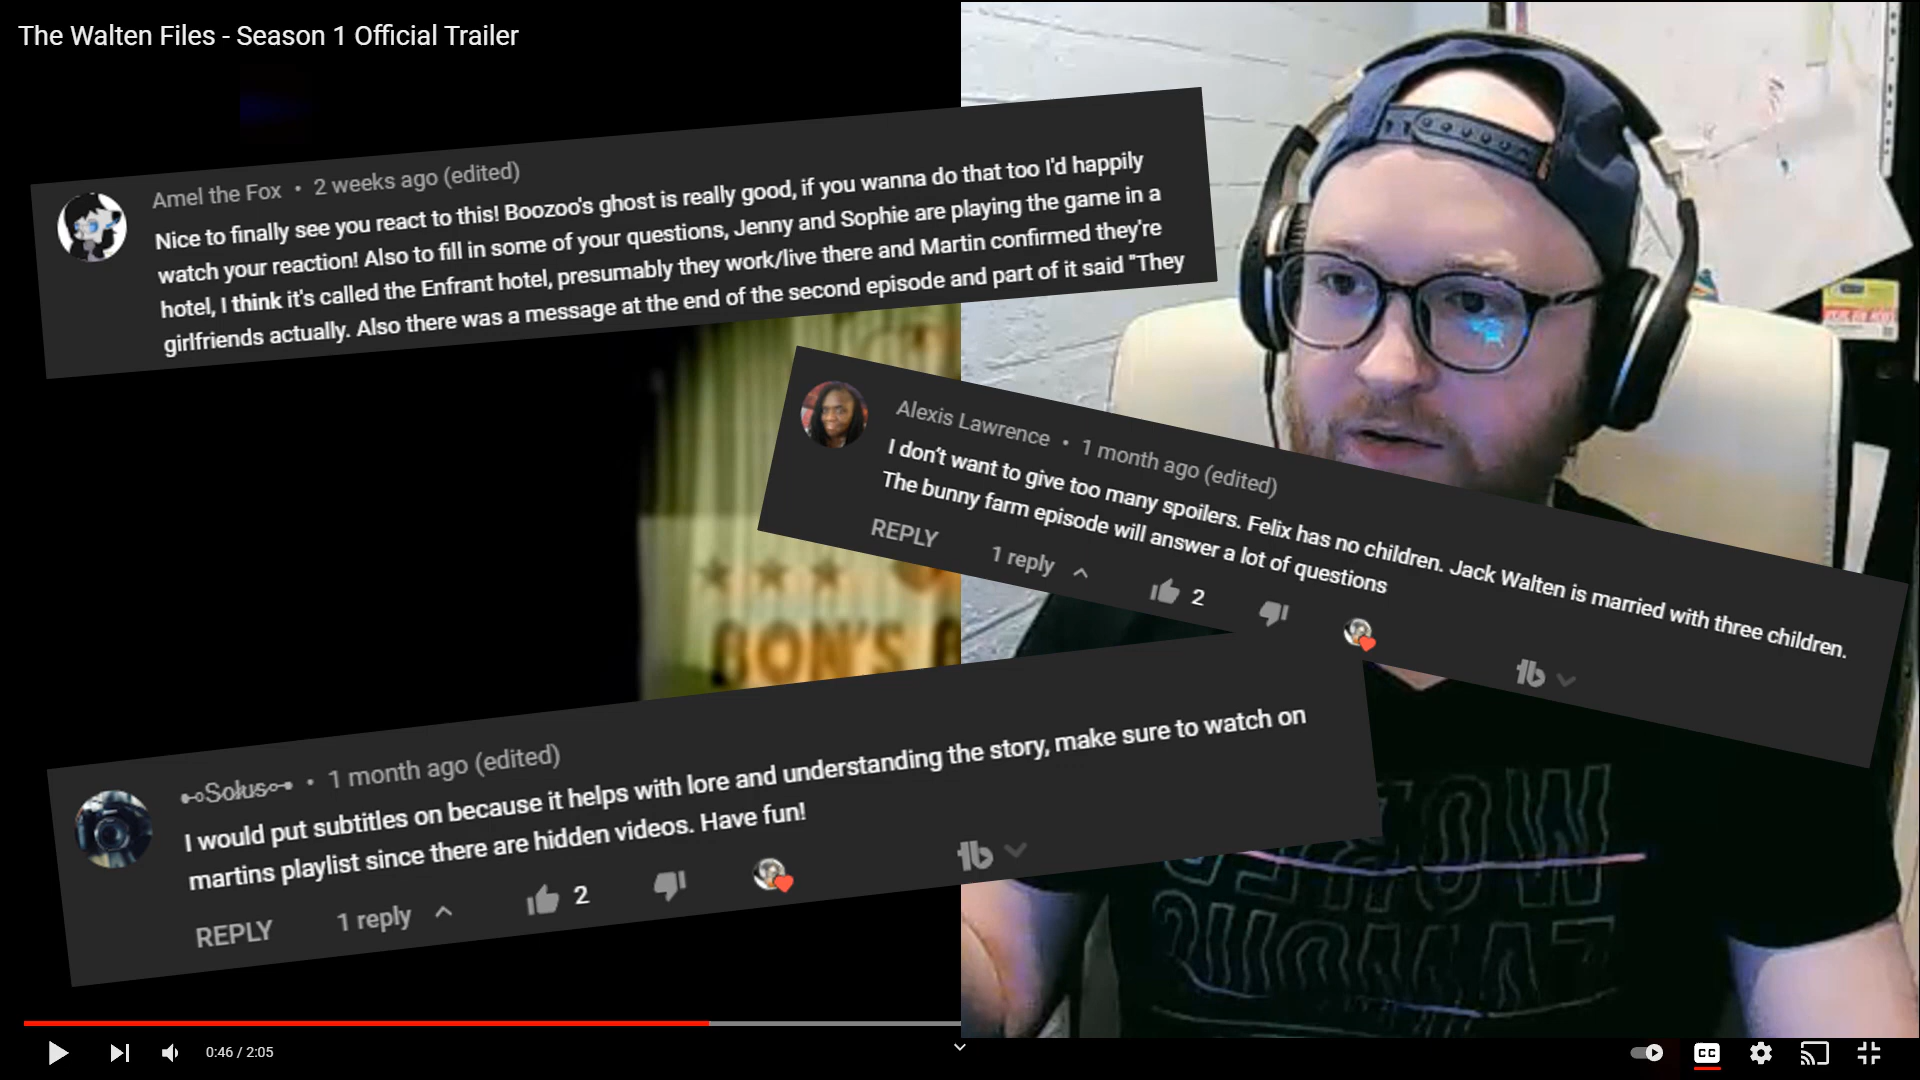 The Walten Files - Season 1 Official Trailer
Amel the Fox • 2 weeks ago (edited)
Nice to finally see you react to this! Boozoo's ghost is really good, if you wanna do that too I'd happily
watch your reaction! Also to fill in some of your questions, Jenny and Sophie are playing the game in a
hotel, I think it's called the Enfrant hotel, presumably they work/live there and Martin confirmed they're
girlfriends actually. Also there was a message at the end of the second episode and part of it said "They
Alexis Lawrence • 1 month ago (edited)
I don't want to give too many spoilers. Felix has no children. Jack Walten is married with three children.
The bunny farm episode will answer a lot of questions
REPLY
1 reply
2
BON'S
Solus • 1 month ago (edited)
I would put subtitles on because it helps with lore and understanding the story, make sure to watch on
martins playlist since there are hidden videos. Have fun!
REPLY
1 reply
2
0:46 / 2:05
CC